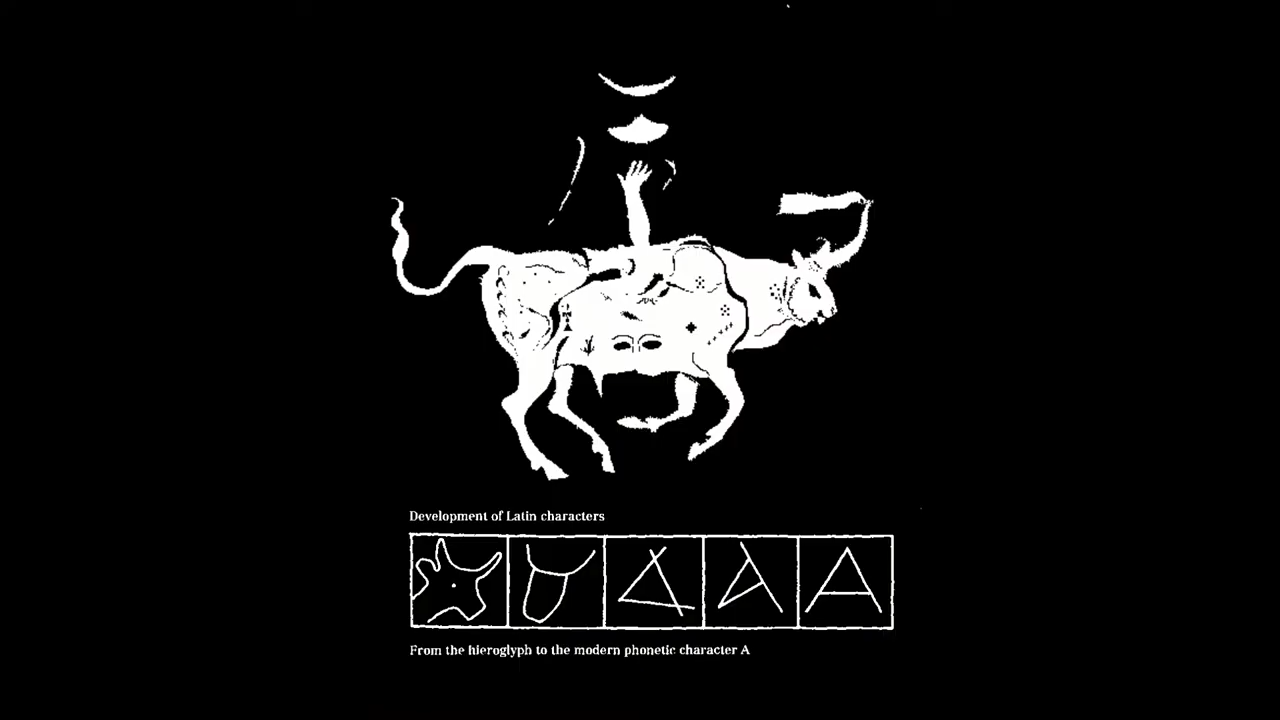 Development of Latin characters
A
From the hieroglyph to the modern phonetic character A